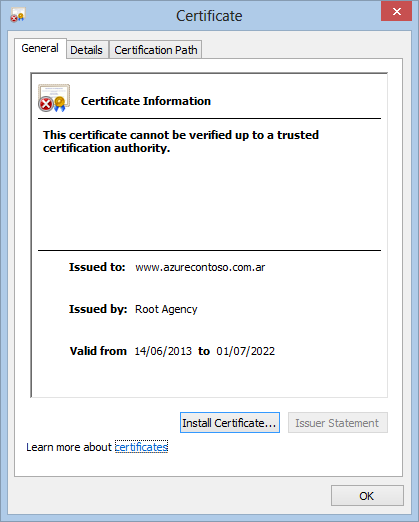 Certificate
General Details Certification Path
Certificate Information
This certificate cannot be verified up to a trusted
certification authority.
Issued to: www.azurecontoso.com.ar
Issued by: Root Agency
Valid from 14/06/2013 to 01/07/2022
Install Certificate... Issuer Statement
Learn more about certificates
OK